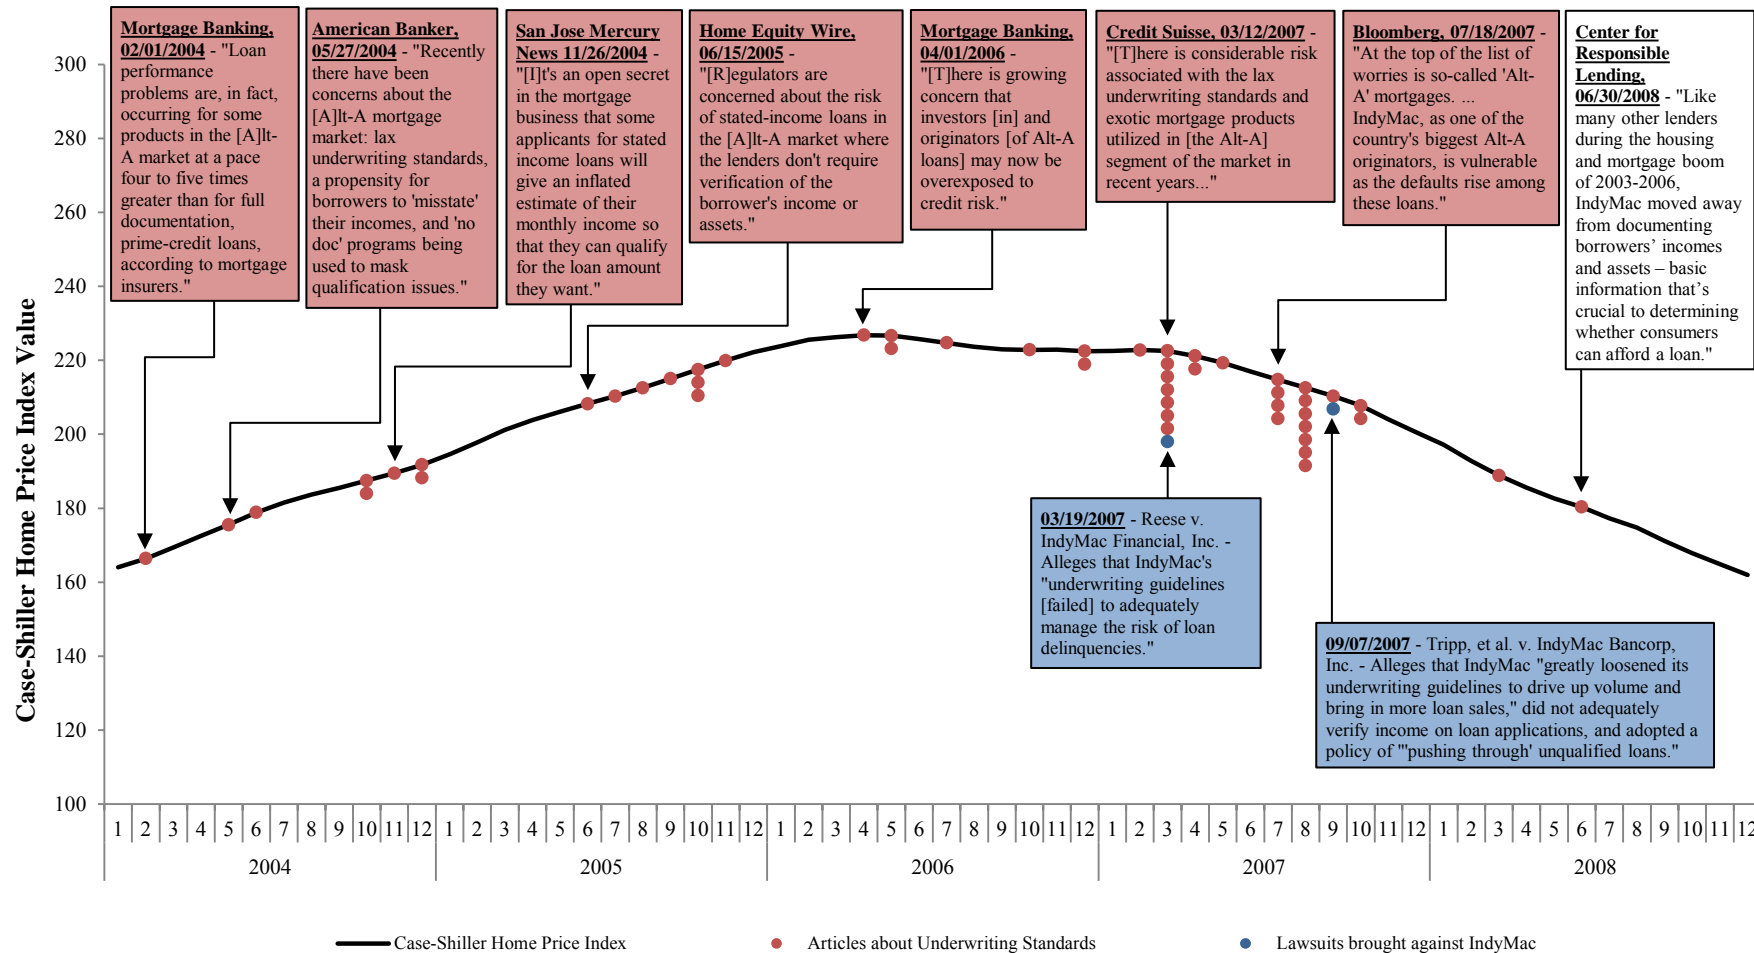 Mortgage Banking,
02/01/2004 - "Loan
performance
problems are, in fact,
occurring for some
products in the [A]lt-
A market at a pace
four to five times
greater than for full
documentation,
prime-credit loans,
according to mortgage
insurers."
American Banker,
05/27/2004 - "Recently
there have been
concerns about the
[A]lt-A mortgage
market: lax
underwriting standards,
a propensity for
borrowers to 'misstate'
their incomes, and 'no
doc' programs being
used to mask
qualification issues."
San Jose Mercury
News 11/26/2004 -
"[I]t's an open secret
in the mortgage
business that some
applicants for stated
income loans will
give an inflated
estimate of their
monthly income so
that they can qualify
for the loan amount
they want."
Home Equity Wire,
06/15/2005 -
"[R]egulators are
concerned about the risk
of stated-income loans in
the [A]lt-A market where
the lenders don't require
verification of the
borrower's income or
assets."
Mortgage Banking,
04/01/2006 -
"[T]here is growing
concern that
investors [in] and
originators [of Alt-A
loans] may now be
overexposed to
credit risk."
Credit Suisse, 03/12/2007 -
"[T]here is considerable risk
associated with the lax
underwriting standards and
exotic mortgage products
utilized in [the Alt-A]
segment of the market in
recent years..."
Bloomberg, 07/18/2007 -
"At the top of the list of
worries is so-called 'Alt-
A' mortgages. ...
IndyMac, as one of the
country's biggest Alt-A
originators, is vulnerable
as the defaults rise among
these loans."
Center for
Responsible
Lending,
06/30/2008 - "Like
many other lenders
during the housing
and mortgage boom
of 2003-2006,
IndyMac moved away
from documenting
borrowers’ incomes
and assets – basic
information that’s
crucial to determining
whether consumers
can afford a loan."
03/19/2007 - Reese v.
IndyMac Financial, Inc. -
Alleges that IndyMac's
"underwriting guidelines
[failed] to adequately
manage the risk of loan
delinquencies."
09/07/2007 - Tripp, et al. v. IndyMac Bancorp,
Inc. - Alleges that IndyMac "greatly loosened its
underwriting guidelines to drive up volume and
bring in more loan sales," did not adequately
verify income on loan applications, and adopted a
policy of "'pushing through' unqualified loans."
Case-Shiller Home Price Index Value
300
280
260
240
220
200
180
160
140
120
100
1 2 3 4 5 6 7 8 9 10 11 12 1 2 3 4 5 6 7 8 9 10 11 12 1 2 3 4 5 6 7 8 9 10 11 12 1 2 3 4 5 6 7 8 9 10 11 12 1 2 3 4 5 6 7 8 9 10 11 12
2004 2005 2006 2007 2008
Case-Shiller Home Price Index Articles about Underwriting Standards Lawsuits brought against IndyMac